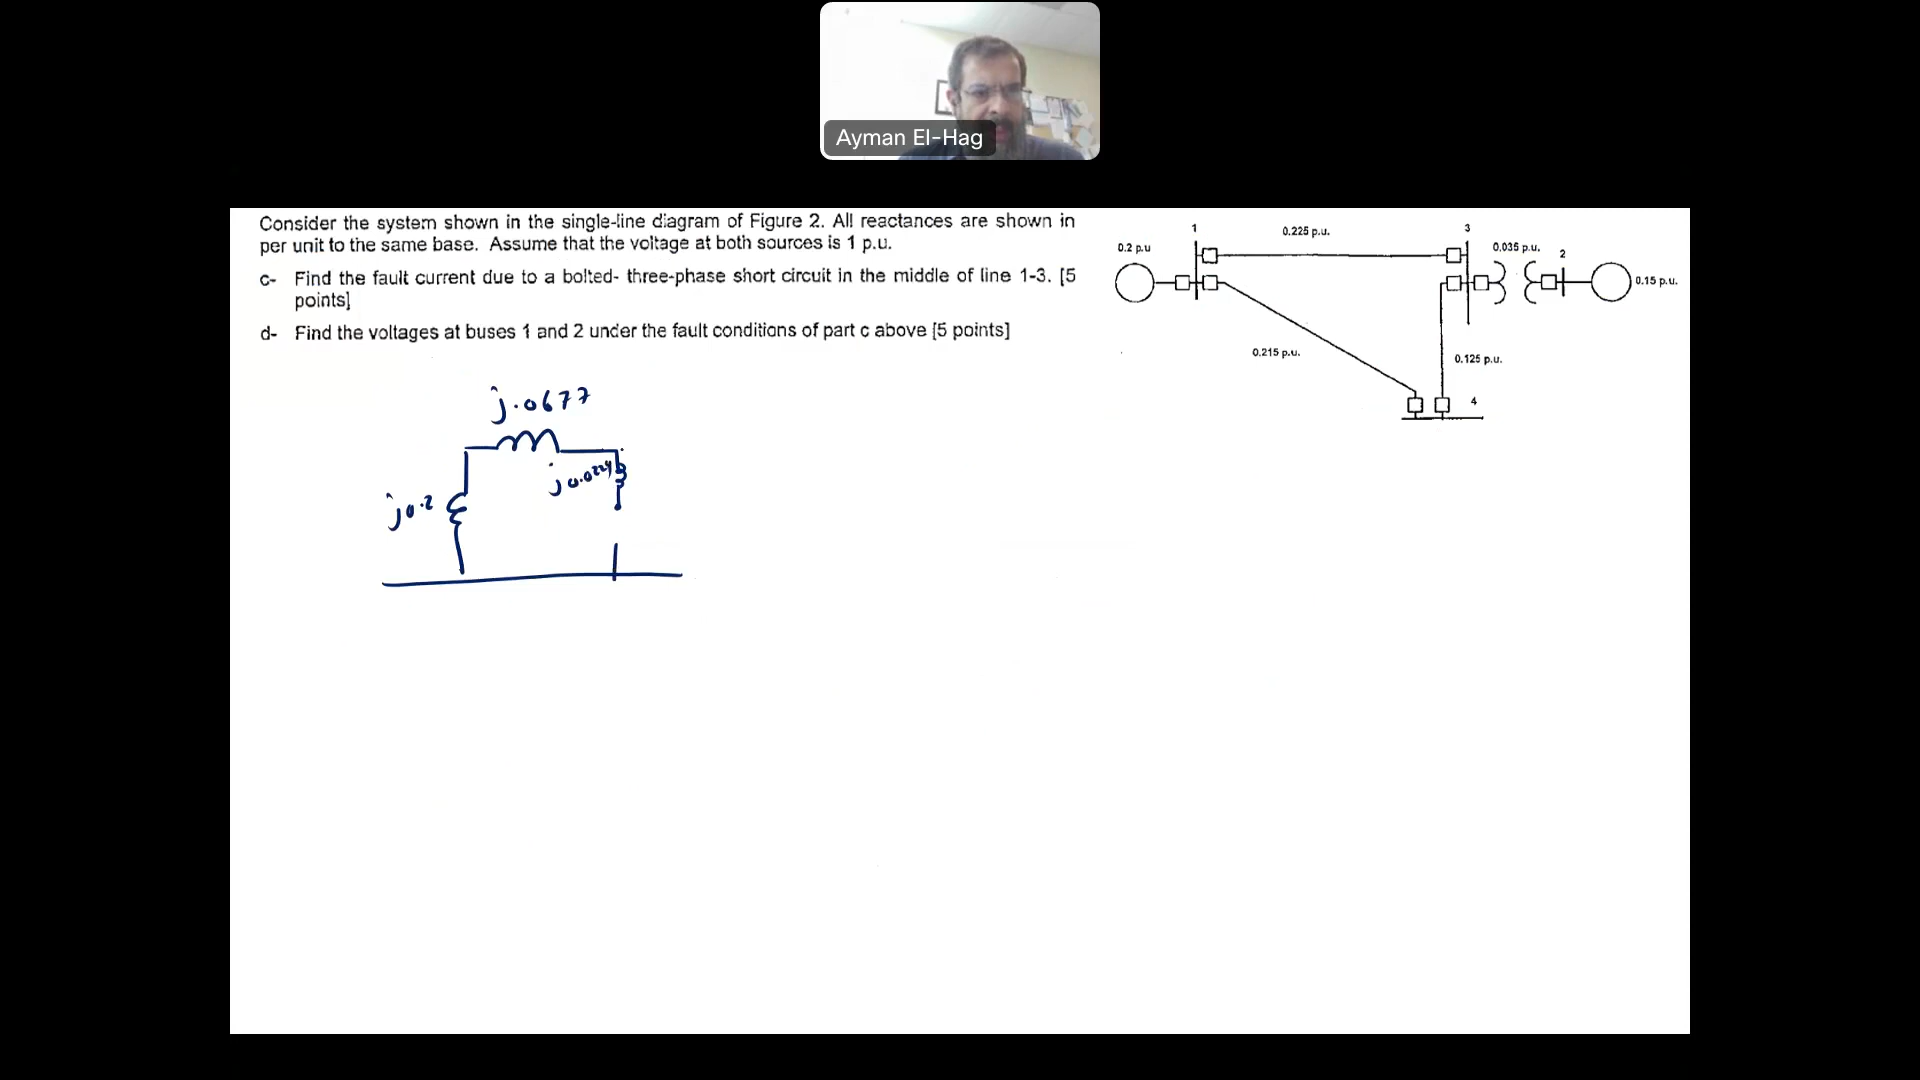 Ayman El-Hag
Consider the system shown in the single-line diagram of Figure 2. All reactances are shown in
per unit to the same base. Assume that the voltage at both sources is 1 p.u.
c- Find the fault current due to a bolted- three-phase short circuit in the middle of line 1-3. [5
points]
d- Find the voltages at buses 1 and 2 under the fault conditions of part c above [5 points]
1
0.225 p.u.
3
0.2 p.u
0.035 p.u.
2
0.15 p.u.
0.215 p.u.
0.125 p.u.
4
j.0677
j0.0224
j0.2